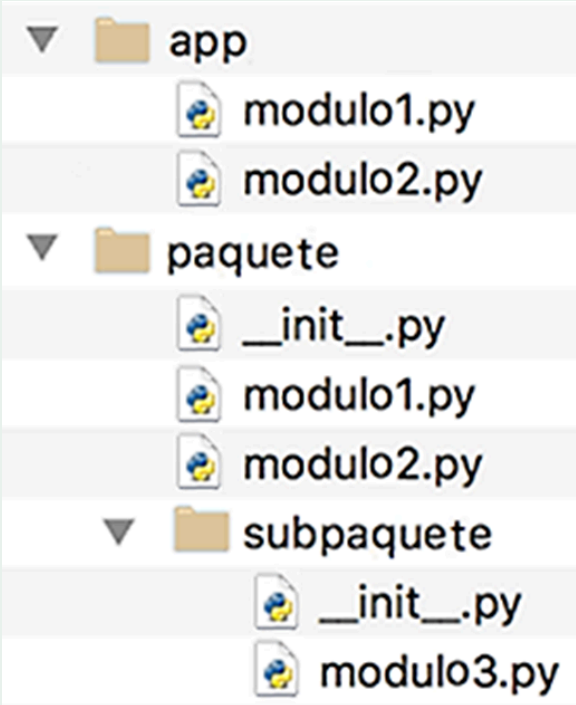 app
modulo1.py
modulo2.py
paquete
__init__.py
modulo1.py
modulo2.py
subpaquete
__init__.py
modulo3.py